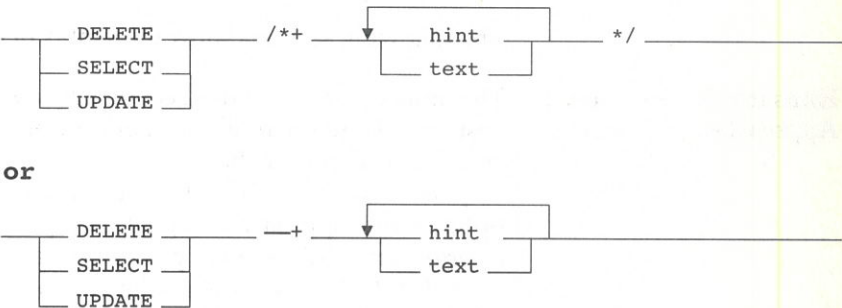 DELETE /*+ hint */
SELECT text
UPDATE
or
DELETE —+ hint
SELECT text
UPDATE